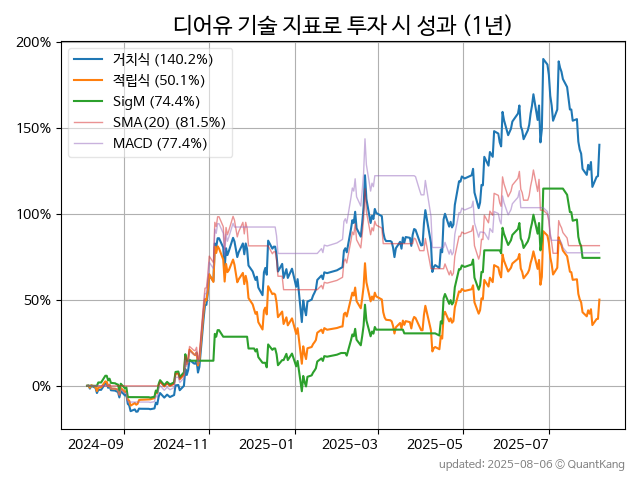 디어유 기술 지표로 투자 시 성과 (1년)
200%
150%
100%
50%
0%
거치식 (140.2%)
적립식 (50.1%)
SigM (74.4%)
SMA(20) (81.5%)
MACD (77.4%)
2024-09 2024-11 2025-01 2025-03 2025-05 2025-07
updated: 2025-08-06 © QuantKang